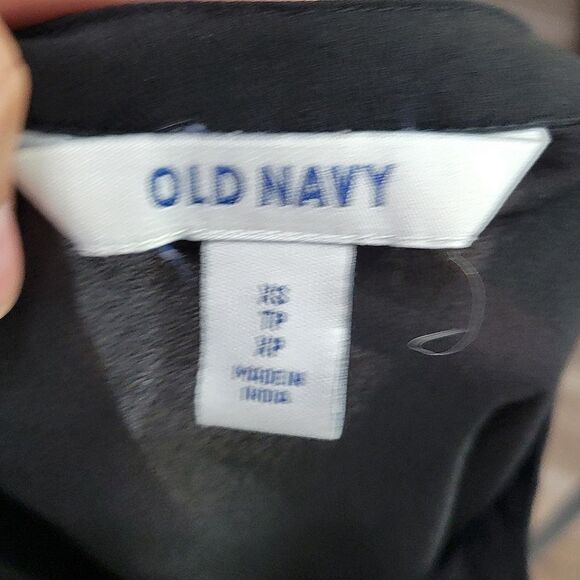 OLD NAVY
XS
TP
XP
MADE IN
INDIA